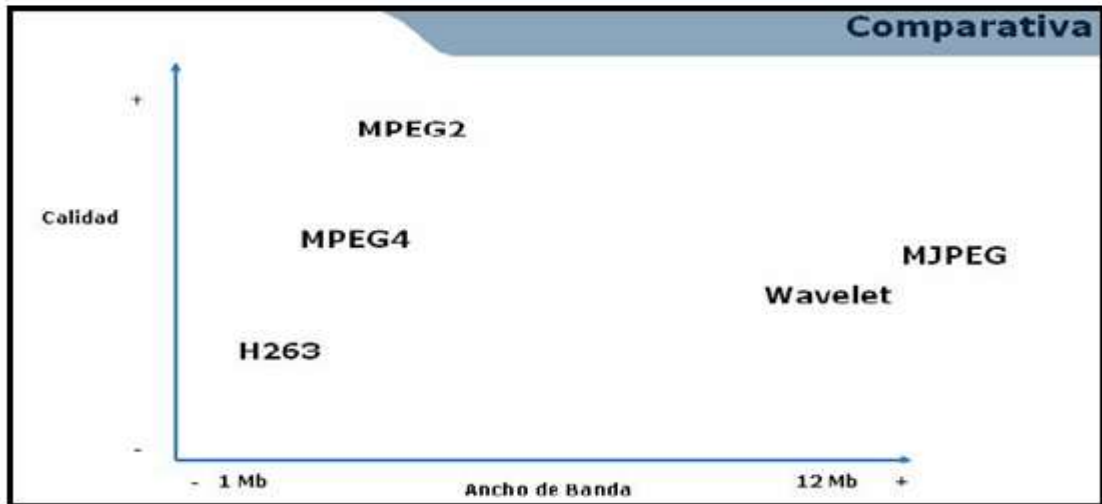 Comparativa
+
MPEG2
Calidad
MPEG4
MJPEG
Wavelet
H263
-
- 1 Mb
12 Mb +
Ancho de Banda